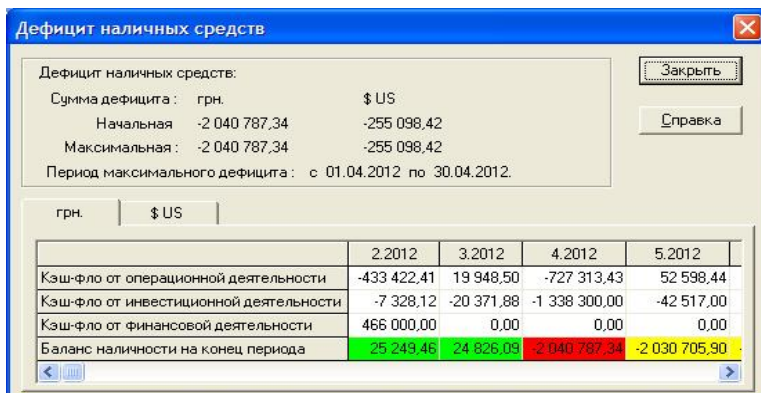 Дефицит наличных средств
Дефицит наличных средств:
Сумма дефицита : грн. $ US
Начальная -2 040 787,34 -255 098,42
Максимальная : -2 040 787,34 -255 098,42
Период максимального дефицита : с 01.04.2012 по 30.04.2012.
Закрыть
Справка
грн. $ US
2.2012 3.2012 4.2012 5.2012
Кэш-фло от операционной деятельности -433 422,41 19 948,50 -727 313,43 52 598,44
Кэш-фло от инвестиционной деятельности -7 328,12 -20 371,88 -1 338 300,00 -42 517,00
Кэш-фло от финансовой деятельности 466 000,00 0,00 0,00 0,00
Баланс наличности на конец периода 25 249,46 24 826,09 -2 040 787,34 -2 030 705,90